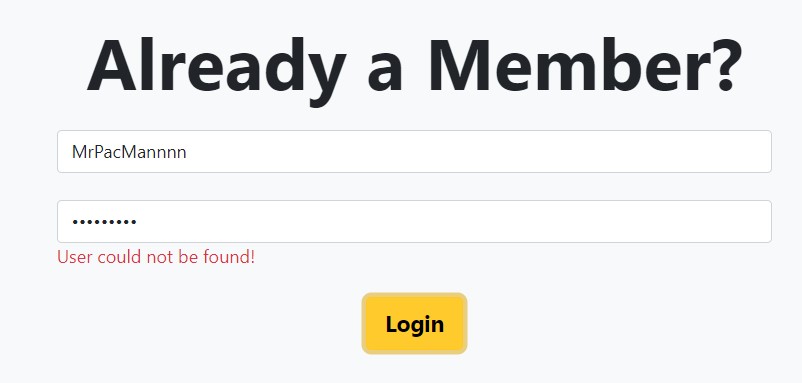 Already a Member?
MrPacMannnn
•••••••••
User could not be found!
Login